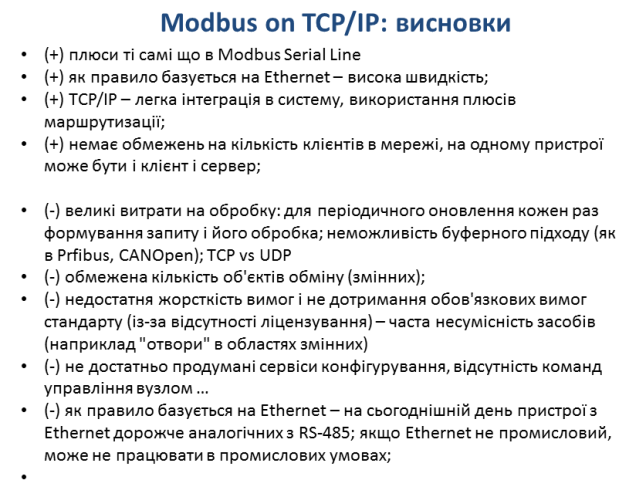 Modbus on TCP/IP: висновки
• (+) плюси ті самі що в Modbus Serial Line
• (+) як правило базується на Ethernet – висока швидкість;
• (+) TCP/IP – легка інтеграція в систему, використання плюсів
маршрутизації;
• (+) немає обмежень на кількість клієнтів в мережі, на одному пристрої
може бути і клієнт і сервер;
• (-) великі витрати на обробку: для періодичного оновлення кожен раз
формування запиту і його обробка; неможливість буферного підходу (як
в Prfibus, CANOpen); TCP vs UDP
• (-) обмежена кількість об'єктів обміну (змінних);
• (-) недостатня жорсткість вимог і не дотримання обов'язкових вимог
стандарту (із-за відсутності ліцензування) – часта несумісність засобів
(наприклад "отвори" в областях змінних)
• (-) не достатньо продумані сервіси конфігурування, відсутність команд
управління вузлом ...
• (-) як правило базується на Ethernet – на сьогоднішній день пристрої з
Ethernet дорожче аналогічних з RS-485; якщо Ethernet не промисловий,
може не працювати в промислових умовах;
•